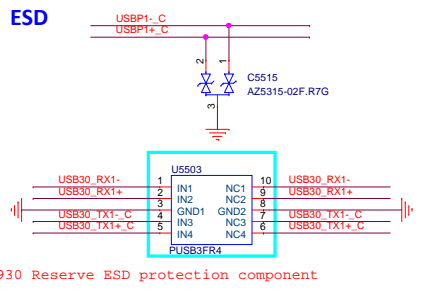 ESD
USBP1-_C
USBP1+_C
2
1
C5515
AZ5315-02F.R7G
3
U5503
USB30_RX1- 1 IN1 NC1 10 USB30_RX1-
USB30_RX1+ 2 IN2 NC2 9 USB30_RX1+
3 GND1 GND2 8
USB30_TX1-_C 4 IN3 NC3 7 USB30_TX1-_C
USB30_TX1+_C 5 IN4 NC4 6 USB30_TX1+_C
PUSB3FR4
930 Reserve ESD protection component